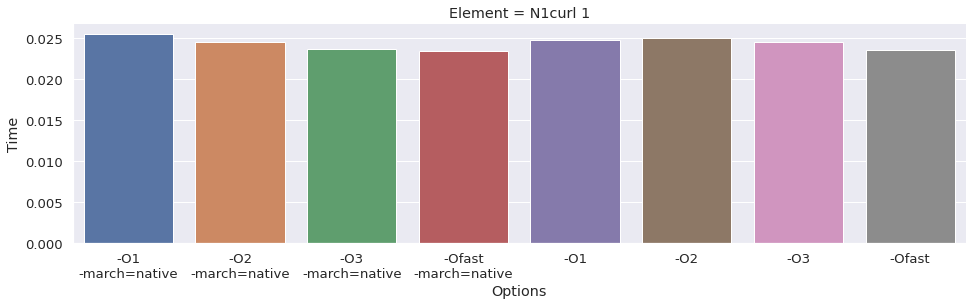 Element = N1curl 1
Time
0.025
0.020
0.015
0.010
0.005
0.000
-O1
-march=native
-O2
-march=native
-O3
-march=native
-Ofast
-march=native
-O1
-O2
-O3
-Ofast
Options